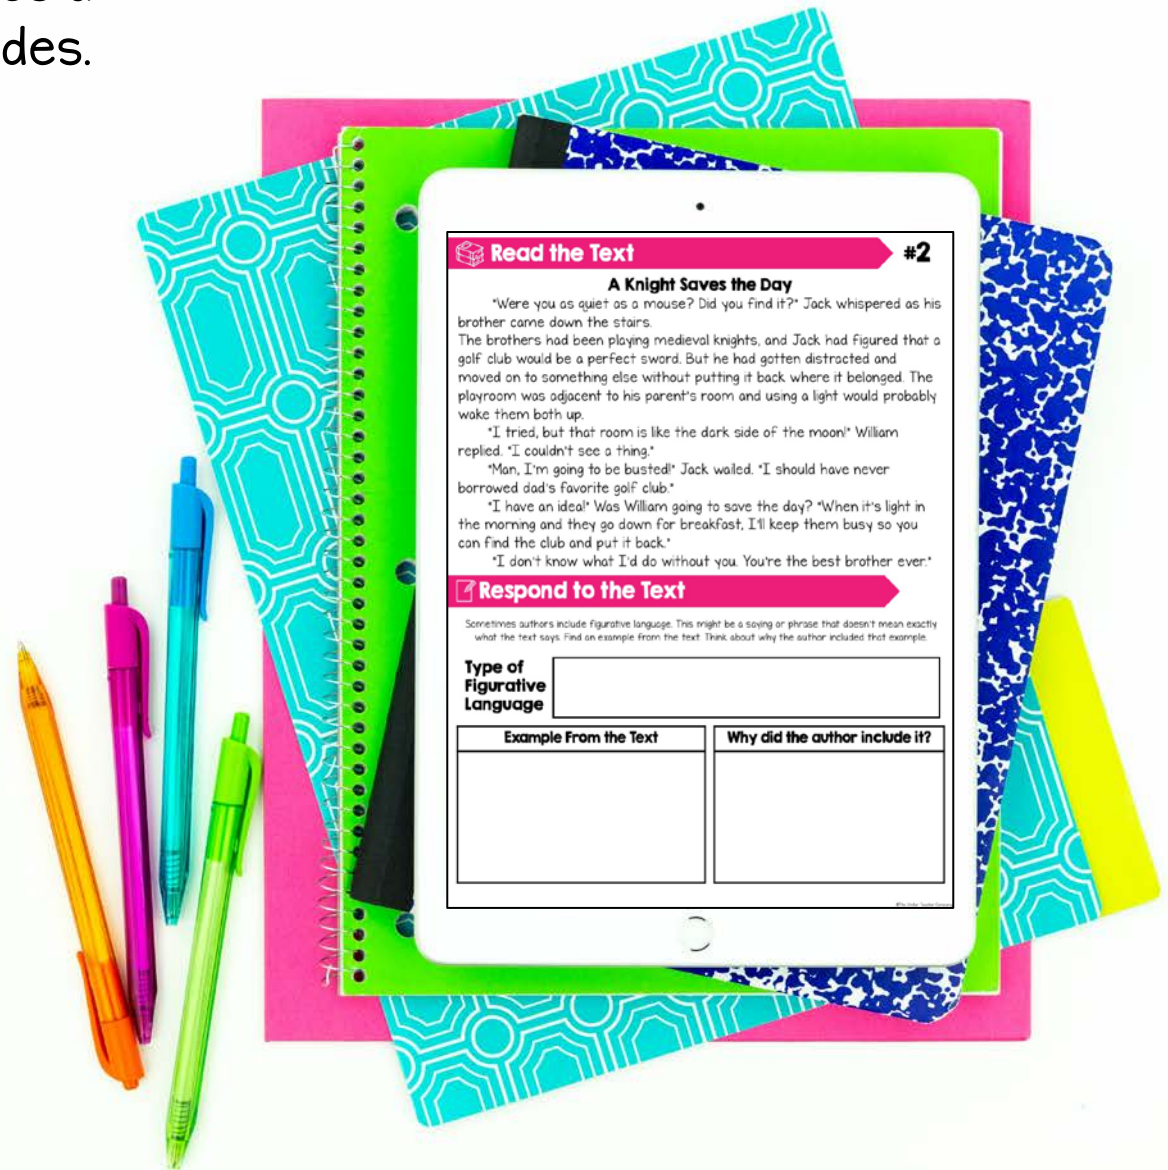 des.
Read the Text
#2
A Knight Saves the Day
"Were you as quiet as a mouse? Did you find it?" Jack whispered as his
brother came down the stairs.
The brothers had been playing medieval knights, and Jack had figured that a
golf club would be a perfect sword. But he had gotten distracted and
moved on to something else without putting it back where it belonged. The
playroom was adjacent to his parent's room and using a light would probably
wake them both up.
"I tried, but that room is like the dark side of the moon!" William
replied. "I couldn't see a thing."
"Man, I'm going to be busted!" Jack wailed. "I should have never
borrowed dad's favorite golf club."
"I have an idea!" Was William going to save the day? "When it's light in
the morning and they go down for breakfast, I'll keep them busy so you
can find the club and put it back."
"I don't know what I'd do without you. You're the best brother ever."
Respond to the Text
Sometimes authors include figurative language. This might be a saying or phrase that doesn't mean exactly
what the text says. Find an example from the text. Think about why the author included that example.
Type of
Figurative
Language
Example From the Text
Why did the author include it?